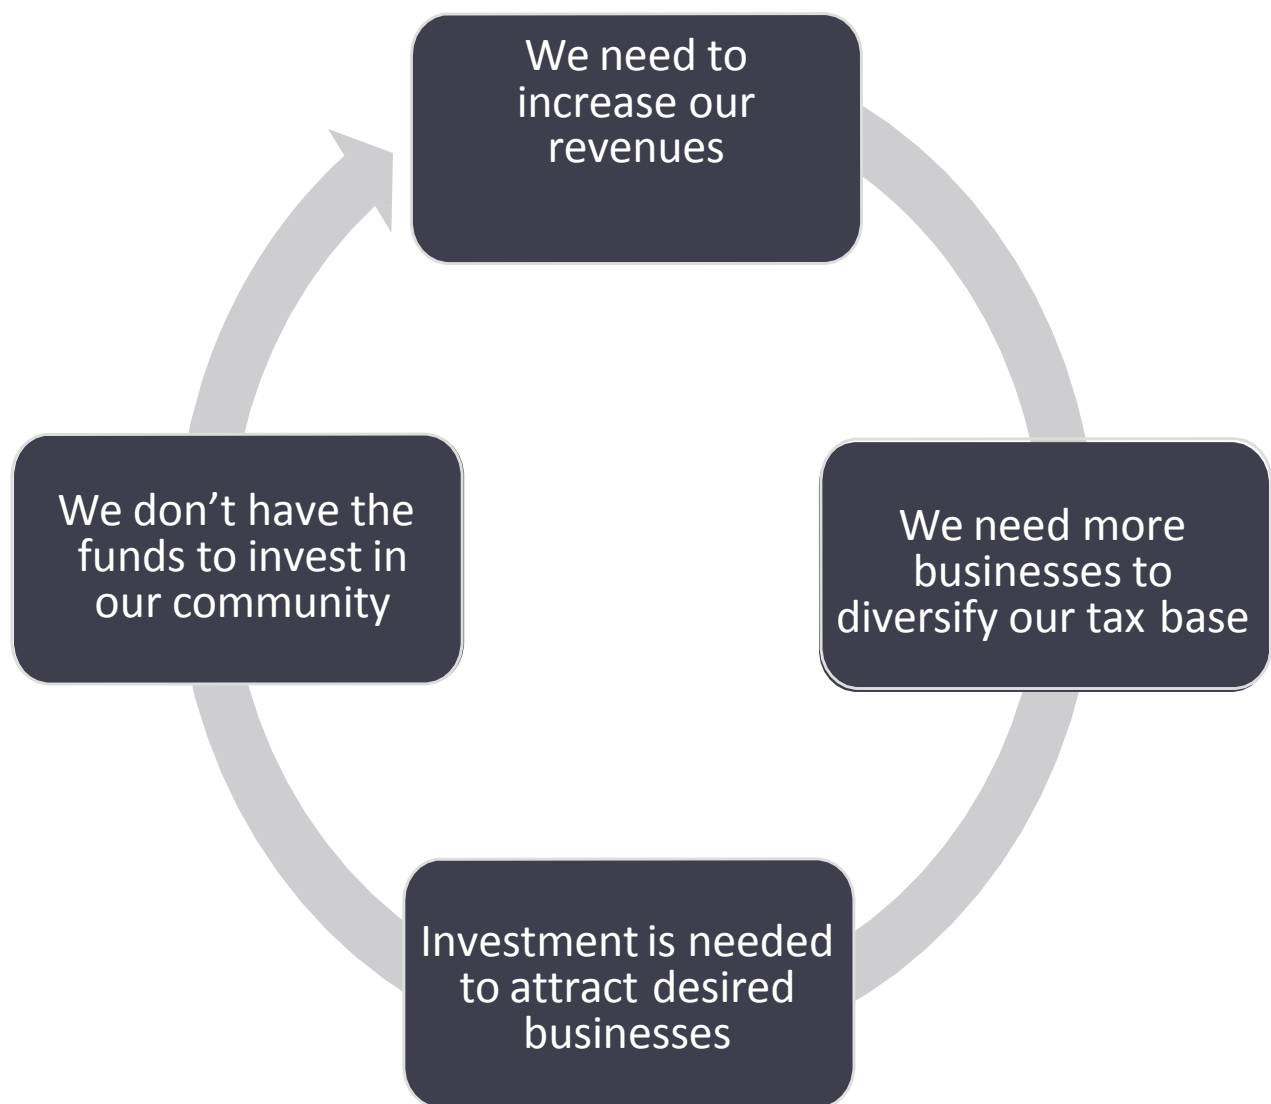 We need to
increase our
revenues
We need more
businesses to
diversify our tax base
Investment is needed
to attract desired
businesses
We don’t have the
funds to invest in
our community